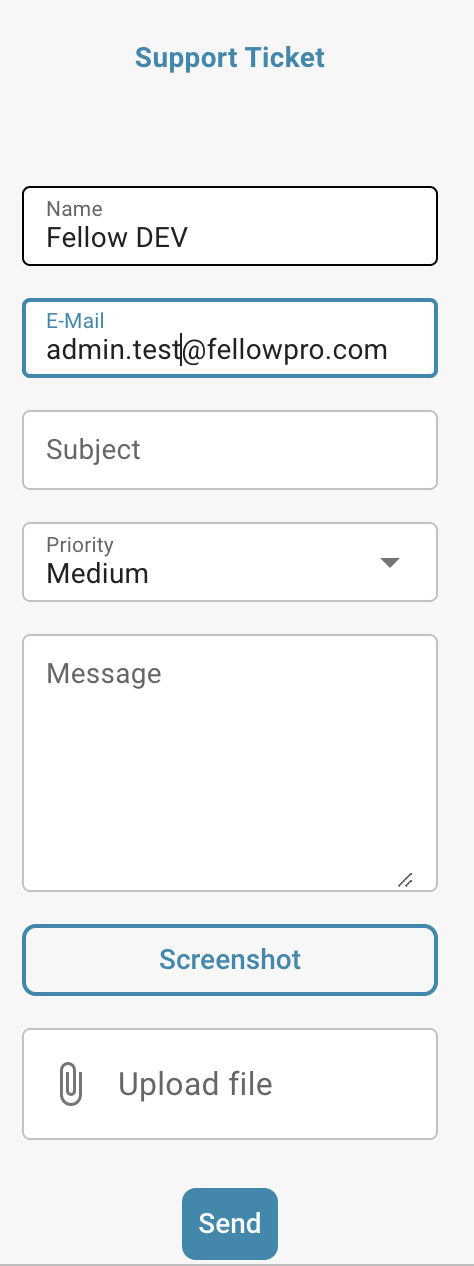 Support Ticket
Name
Fellow DEV
E-Mail
admin.test@fellowpro.com
Subject
Priority
Medium
Message
Screenshot
Upload file
Send